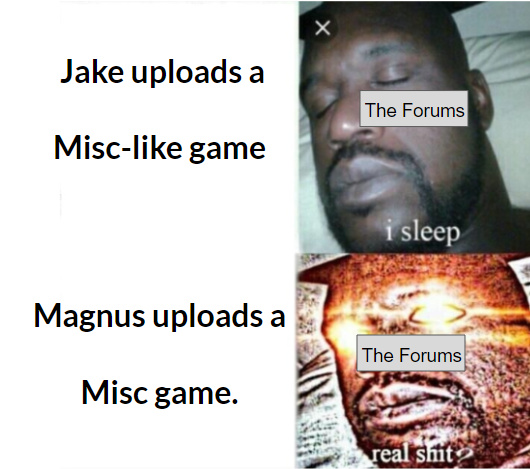 Jake uploads a
Misc-like game
The Forums
i sleep
Magnus uploads a
Misc game.
The Forums
real shit?